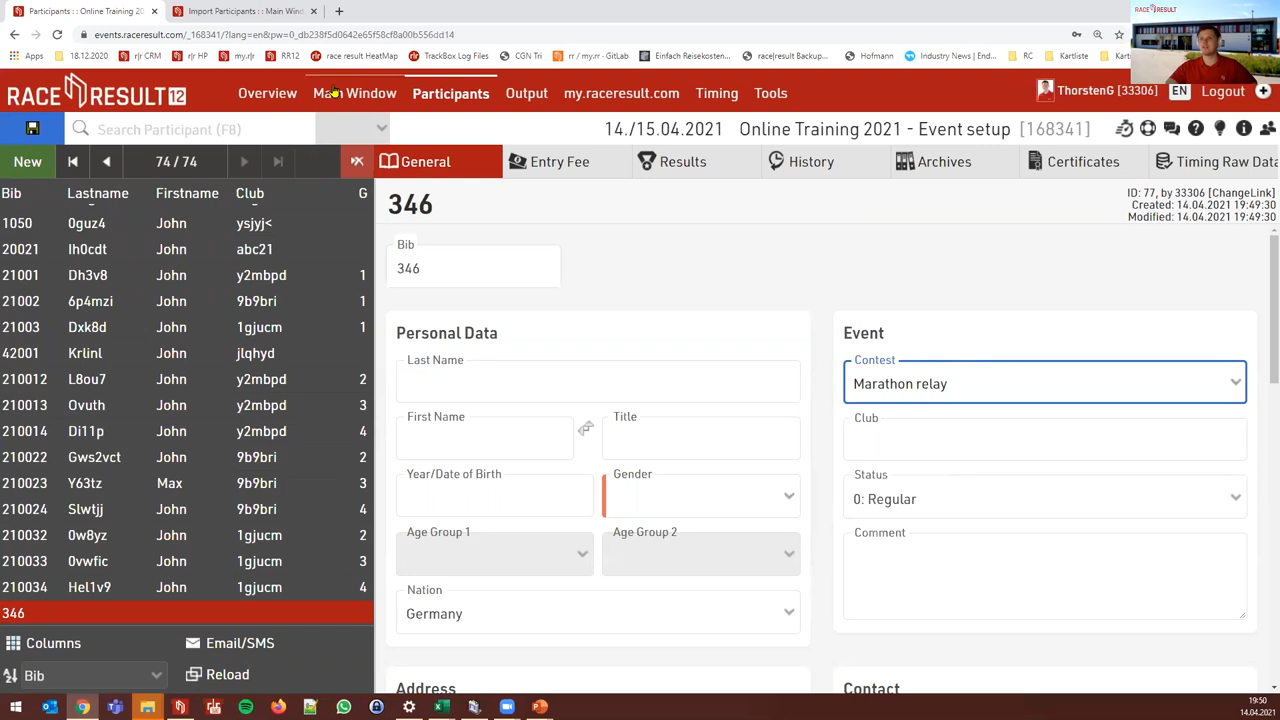 Participants : : Online Training 20
Import Participants : : Main Wind
events.raceresult.com/_168341/?lang=en&pw=0_db238f5d0642e65f58cf8a00b556dd14
Apps
18.12.2020
r|r CRM
r|r HP
RR12
race result HeatMap
TrackBox Log Files
CGN Tri
rr / my.rr · GitLab
Einfach Reisekosten...
race|result Backup...
Hofmann
Industry News | End...
RC
Kartliste
RACE RESULT
RACE RESULT 12
Overview
Main Window
Participants
Output
my.raceresult.com
Timing
Tools
ThorstenG [33306]
EN
Logout
Search Participant (F8)
14./15.04.2021 Online Training 2021 - Event setup [168341]
New
74 / 74
General
Entry Fee
Results
History
Archives
Certificates
Timing Raw Data
Bib Lastname Firstname Club G
1050 0guz4 John ysjyj<
20021 Ih0cdt John abc21
21001 Dh3v8 John y2mbpd 1
21002 6p4mzi John 9b9bri 1
21003 Dxk8d John 1gjucm 1
42001 Krlinl John jlqhyd
210012 L8ou7 John y2mbpd 2
210013 Ovuth John y2mbpd 3
210014 Di11p John y2mbpd 4
210022 Gws2vct John 9b9bri 2
210023 Y63tz Max 9b9bri 3
210024 Slwtjj John 9b9bri 4
210032 0w8yz John 1gjucm 2
210033 0vwfic John 1gjucm 3
210034 Hel1v9 John 1gjucm 4
346
Columns
Email/SMS
Bib
Reload
346
ID: 77, by 33306 [ChangeLink]
Created: 14.04.2021 19:49:30
Modified: 14.04.2021 19:49:30
Bib
346
Personal Data
Last Name
First Name
Title
Year/Date of Birth
Gender
Age Group 1
Age Group 2
Nation
Germany
Address
Event
Contest
Marathon relay
Club
Status
0: Regular
Comment
Contact
19:50
14.04.2021